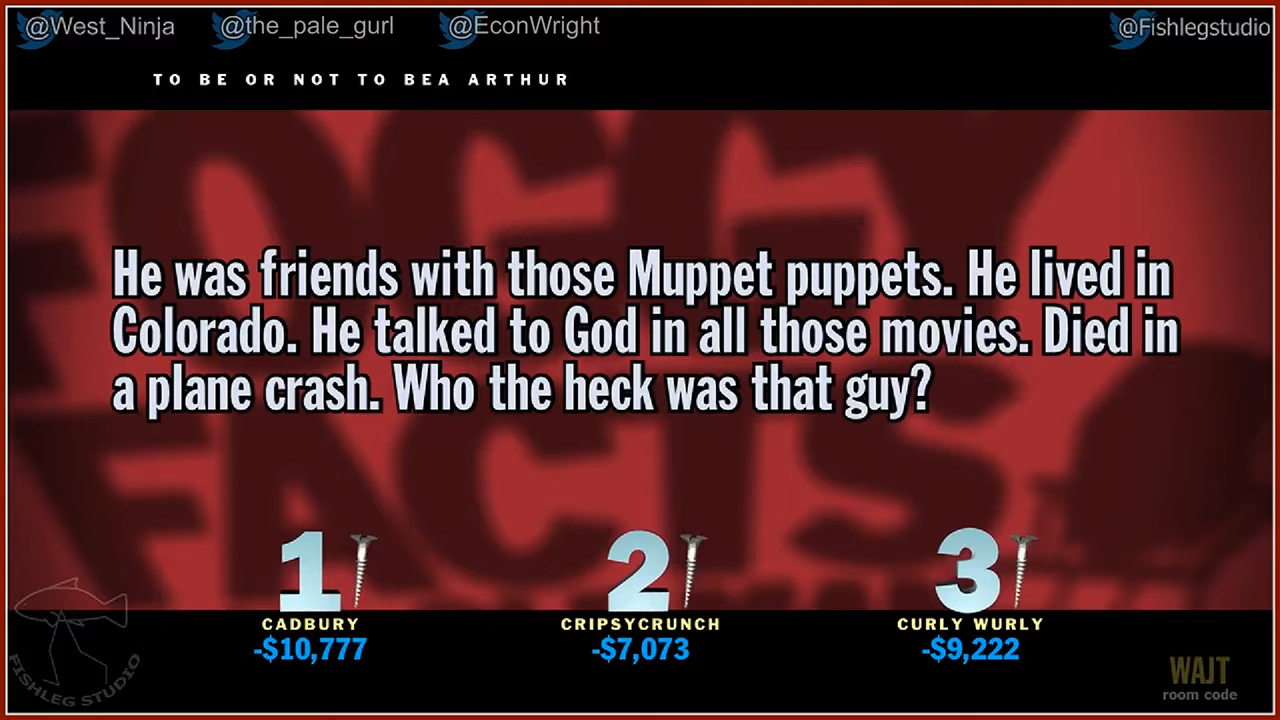 @West_Ninja @the_pale_gurl @EconWright @Fishlegstudio
TO BE OR NOT TO BEA ARTHUR
FOGGY
FACTS
He was friends with those Muppet puppets. He lived in
Colorado. He talked to God in all those movies. Died in
a plane crash. Who the heck was that guy?
1 2 3
CADBURY CRIPSYCRUNCH CURLY WURLY
-$10,777 -$7,073 -$9,222
FISHLEG STUDIO
WAJT
room code